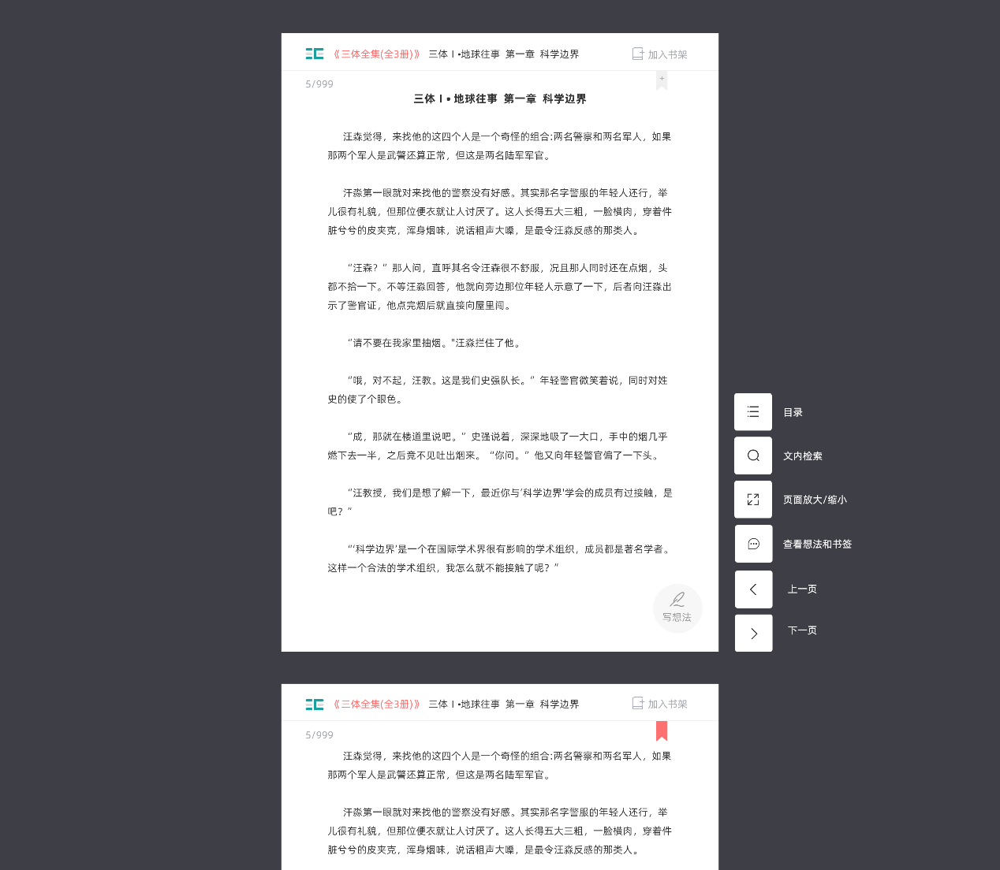 《三体全集(全3册)》 三体Ⅰ•地球往事 第一章 科学边界 加入书架
5/999
三体Ⅰ• 地球往事 第一章 科学边界
汪森觉得，来找他的这四个人是一个奇怪的组合:两名警察和两名军人，如果
那两个军人是武警还算正常，但这是两名陆军军官。
汗淼第一眼就对来找他的警察没有好感。其实那名字警服的年轻人还行，举
儿很有礼貌，但那位便衣就让人讨厌了。这人长得五大三粗，一脸横肉，穿着件
脏兮兮的皮夹克，浑身烟味，说话粗声大嗓，是最令汪淼反感的那类人。
“汪森？”那人问，直呼其名令汪森很不舒服，况且那人同时还在点烟，头
都不拾一下。不等汪淼回答，他就向旁边那位年轻人示意了一下，后者向汪淼出
示了警官证，他点完烟后就直接向屋里闯。
“请不要在我家里抽烟。"汪淼拦住了他。
“哦，对不起，汪教。这是我们史强队长。”年轻警官微笑着说，同时对姓
史的使了个眼色。
“成，那就在楼道里说吧。”史强说着，深深地吸了一大口，手中的烟几乎
燃下去一半，之后竟不见吐出烟来。“你问。”他又向年轻警官偏了一下头。
“汪教授，我们是想了解一下，最近你与‘科学边界'学会的成员有过接触，是
吧？“
“‘科学边界'是一个在国际学术界很有影响的学术组织，成员都是著名学者。
这样一个合法的学术组织，我怎么就不能接触了呢？”
写想法
目录
文内检索
页面放大/缩小
查看想法和书签
上一页
下一页
《三体全集(全3册)》 三体Ⅰ•地球往事 第一章 科学边界 加入书架
5/999
汪森觉得，来找他的这四个人是一个奇怪的组合:两名警察和两名军人，如果
那两个军人是武警还算正常，但这是两名陆军军官。
汗淼第一眼就对来找他的警察没有好感。其实那名字警服的年轻人还行，举
儿很有礼貌，但那位便衣就让人讨厌了。这人长得五大三粗，一脸横肉，穿着件
脏兮兮的皮夹克，浑身烟味，说话粗声大嗓，是最令汪淼反感的那类人。